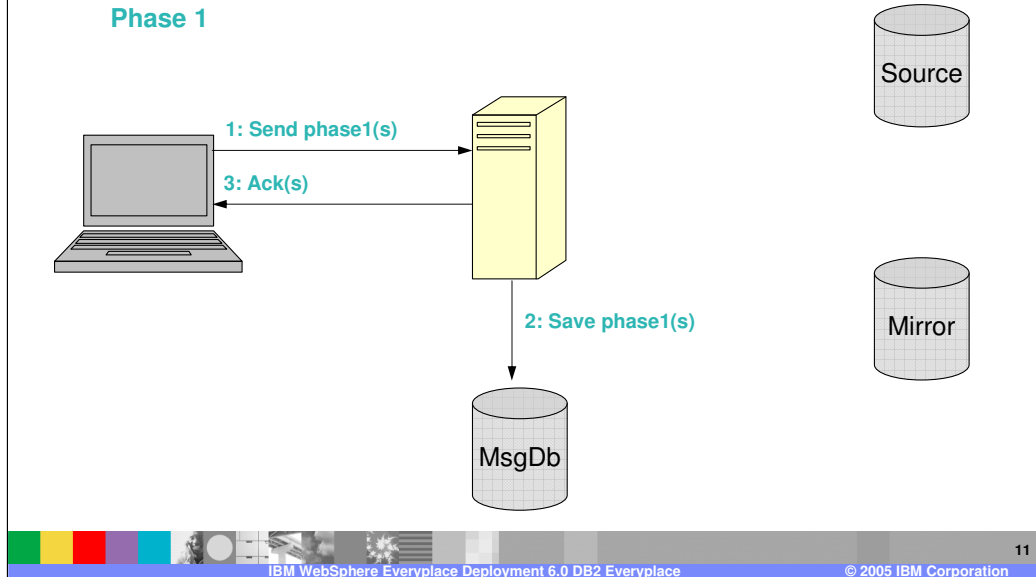 Phase 1
Source
1: Send phase1(s)
3: Ack(s)
2: Save phase1(s)
Mirror
MsgDb
11
IBM WebSphere Everyplace Deployment 6.0 DB2 Everyplace
© 2005 IBM Corporation